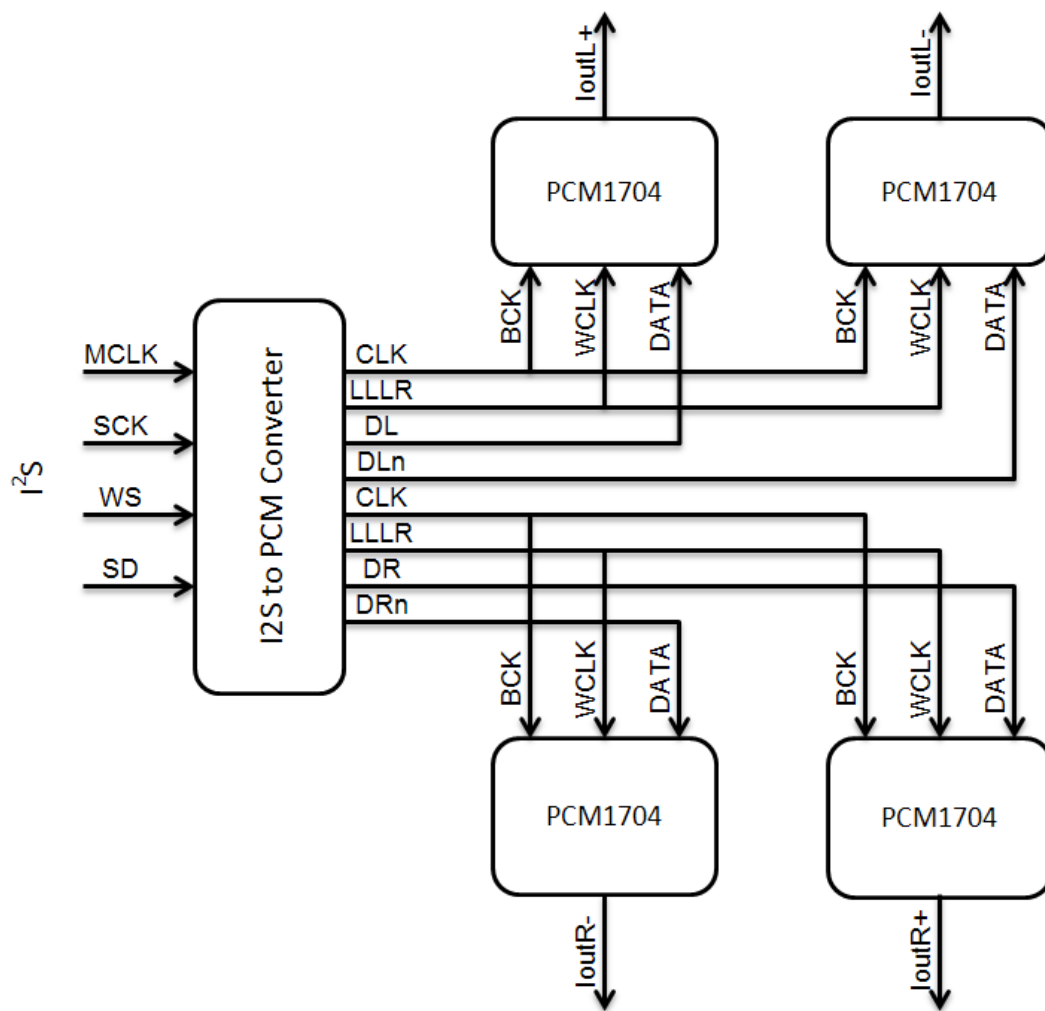 IoutL+
IoutL-
PCM1704
PCM1704
BCK
WCLK
DATA
BCK
WCLK
DATA
I²S
MCLK
SCK
WS
SD
I2S to PCM Converter
CLK
LLLR
DL
DLn
CLK
LLLR
DR
DRn
BCK
WCLK
DATA
BCK
WCLK
DATA
PCM1704
PCM1704
IoutR-
IoutR+